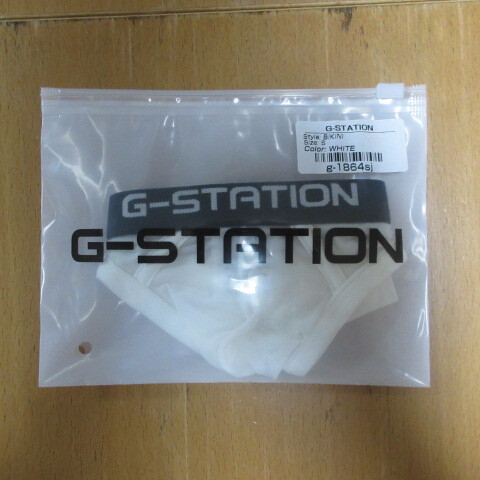 G-STATION
Style: BIKINI
Size: S
Color: WHITE
g-1864sj
G-STATION
G-STATION